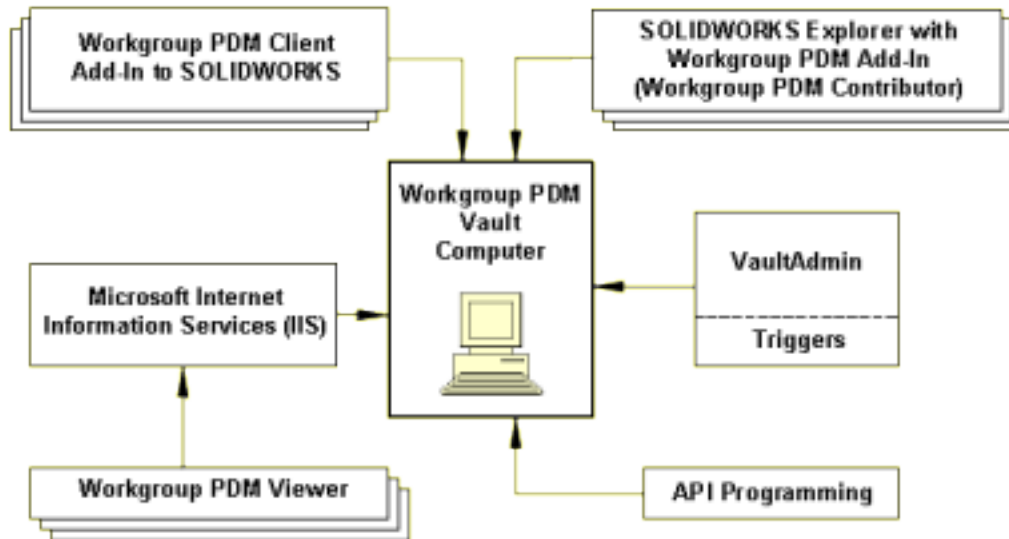 Workgroup PDM Client
Add-In to SOLIDWORKS
SOLIDWORKS Explorer with
Workgroup PDM Add-In
(Workgroup PDM Contributor)
Workgroup PDM
Vault
Computer
VaultAdmin
Triggers
Microsoft Internet
Information Services (IIS)
Workgroup PDM Viewer
API Programming